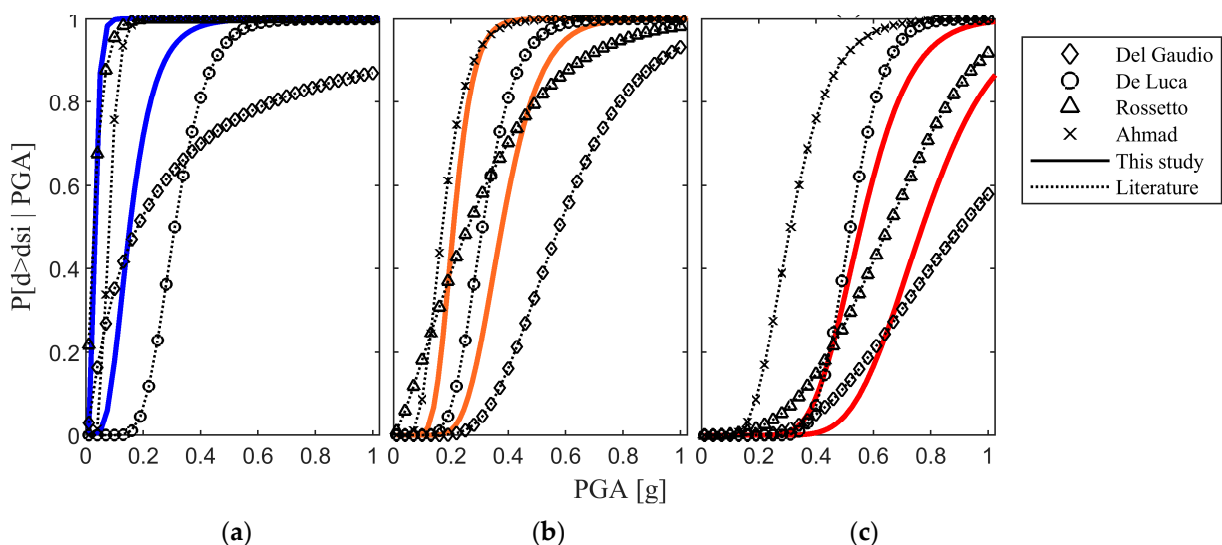 P[d>dsi | PGA]
1
0.8
0.6
0.4
0.2
0
0 0.2 0.4 0.6 0.8 1
0 0.2 0.4 0.6 0.8 1
0 0.2 0.4 0.6 0.8 1
PGA [g]
(a) (b) (c)
Del Gaudio
De Luca
Rossetto
Ahmad
This study
Literature